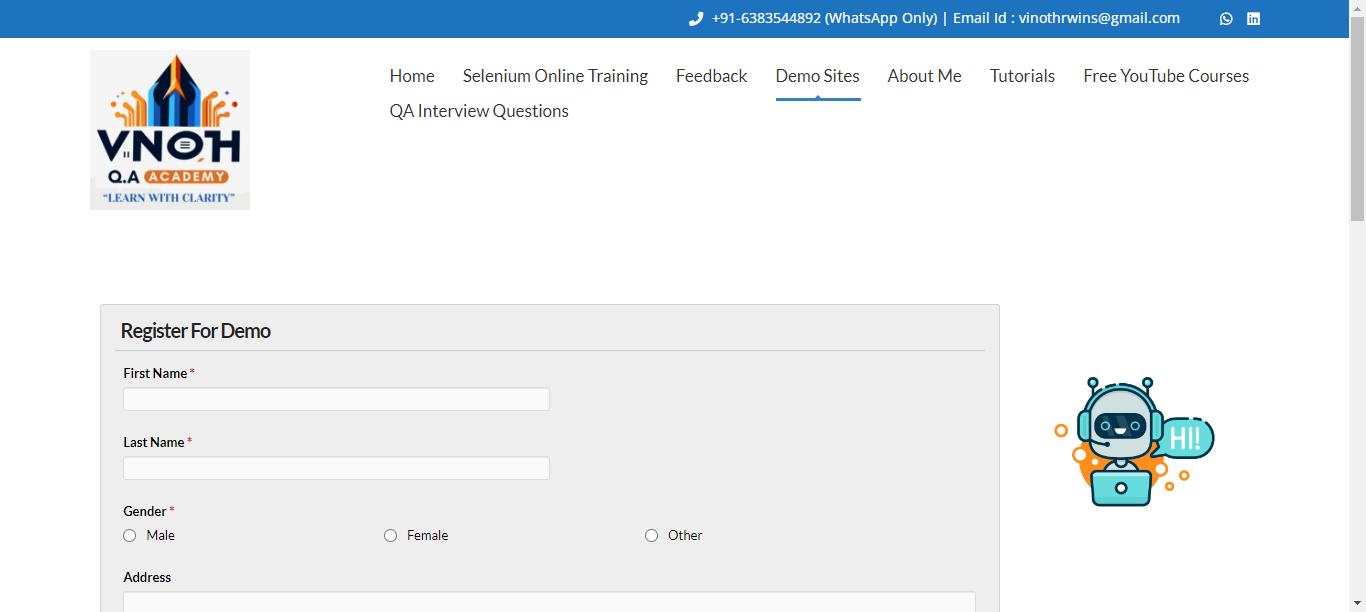 +91-6383544892 (WhatsApp Only) | Email Id : vinothrwins@gmail.com
Home Selenium Online Training Feedback Demo Sites About Me Tutorials Free YouTube Courses
QA Interview Questions
VINOTH
Q.A ACADEMY
“LEARN WITH CLARITY”
Register For Demo
First Name *
Last Name *
HI!
Gender *
Male Female Other
Address